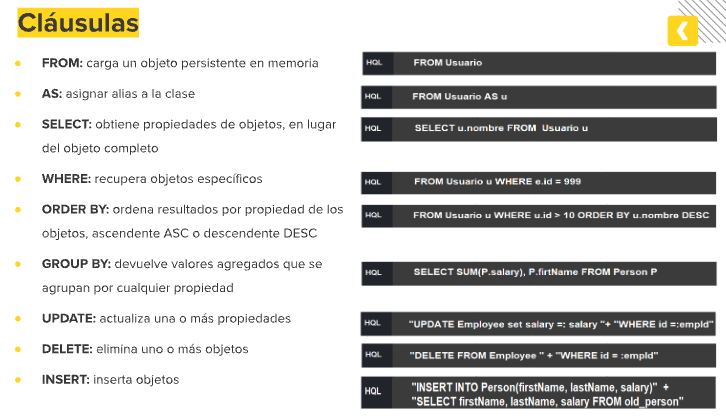 Cláusulas
FROM: carga un objeto persistente en memoria
HQL FROM Usuario
AS: asignar alias a la clase
HQL FROM Usuario AS u
SELECT: obtiene propiedades de objetos, en lugar
del objeto completo
HQL SELECT u.nombre FROM Usuario u
WHERE: recupera objetos específicos
HQL FROM Usuario u WHERE e.id = 999
ORDER BY: ordena resultados por propiedad de los
objetos, ascendente ASC o descendente DESC
HQL FROM Usuario u WHERE u.id > 10 ORDER BY u.nombre DESC
GROUP BY: devuelve valores agregados que se
agrupan por cualquier propiedad
HQL SELECT SUM(P.salary), P.firtName FROM Person P
UPDATE: actualiza una o más propiedades
HQL "UPDATE Employee set salary =: salary "+ "WHERE id =:empId"
DELETE: elimina uno o más objetos
HQL "DELETE FROM Employee " + "WHERE id = :empId"
INSERT: inserta objetos
HQL "INSERT INTO Person(firstName, lastName, salary)" +
"SELECT firstName, lastName, salary FROM old_person"